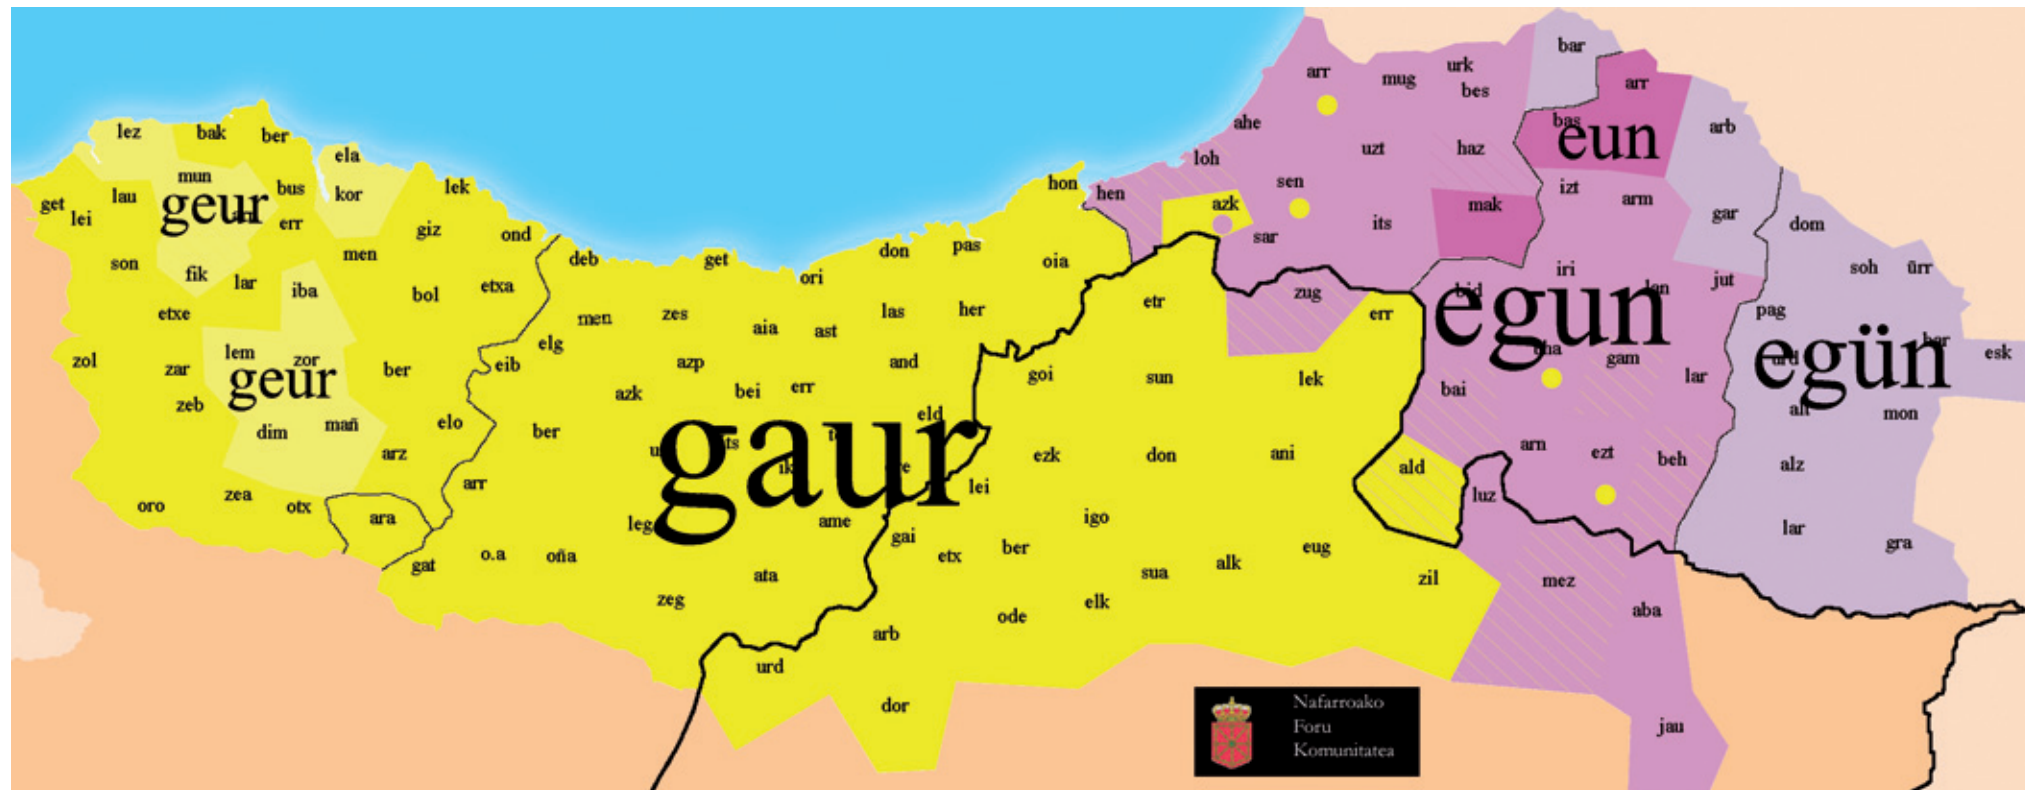 bar
arr
mug
urk
bes
arr
lez
bak
ber
ahe
bas
eun
arb
ela
loh
uzt
haz
mun
get
lei
lau
geur
bus
err
kor
lek
hon
hen
sen
azk
mak
izt
arm
gar
giz
ond
sar
its
dom
son
fik
lar
men
deb
get
ori
don
pas
oia
iri
soh
ürr
iba
bol
etxa
etr
zug
bid
lan
jut
egun
etxe
men
zes
aia
ast
las
her
err
pag
zol
zar
lem
zor
ber
elg
eib
azp
and
goi
sun
lek
gam
lar
egün
bar
esk
geur
zeb
azk
bei
err
bai
alt
mon
dim
mañ
elo
ber
eld
gaur
arz
ezk
don
ani
ald
arn
ezt
beh
alz
oro
zea
otx
ara
arr
lei
luz
leg
ame
igo
lar
gat
o.a
oña
gai
etx
ber
eug
gra
ata
sua
alk
zil
mez
zeg
ode
elk
aba
arb
urd
dor
jau
Nafarroako
Foru
Komunitatea